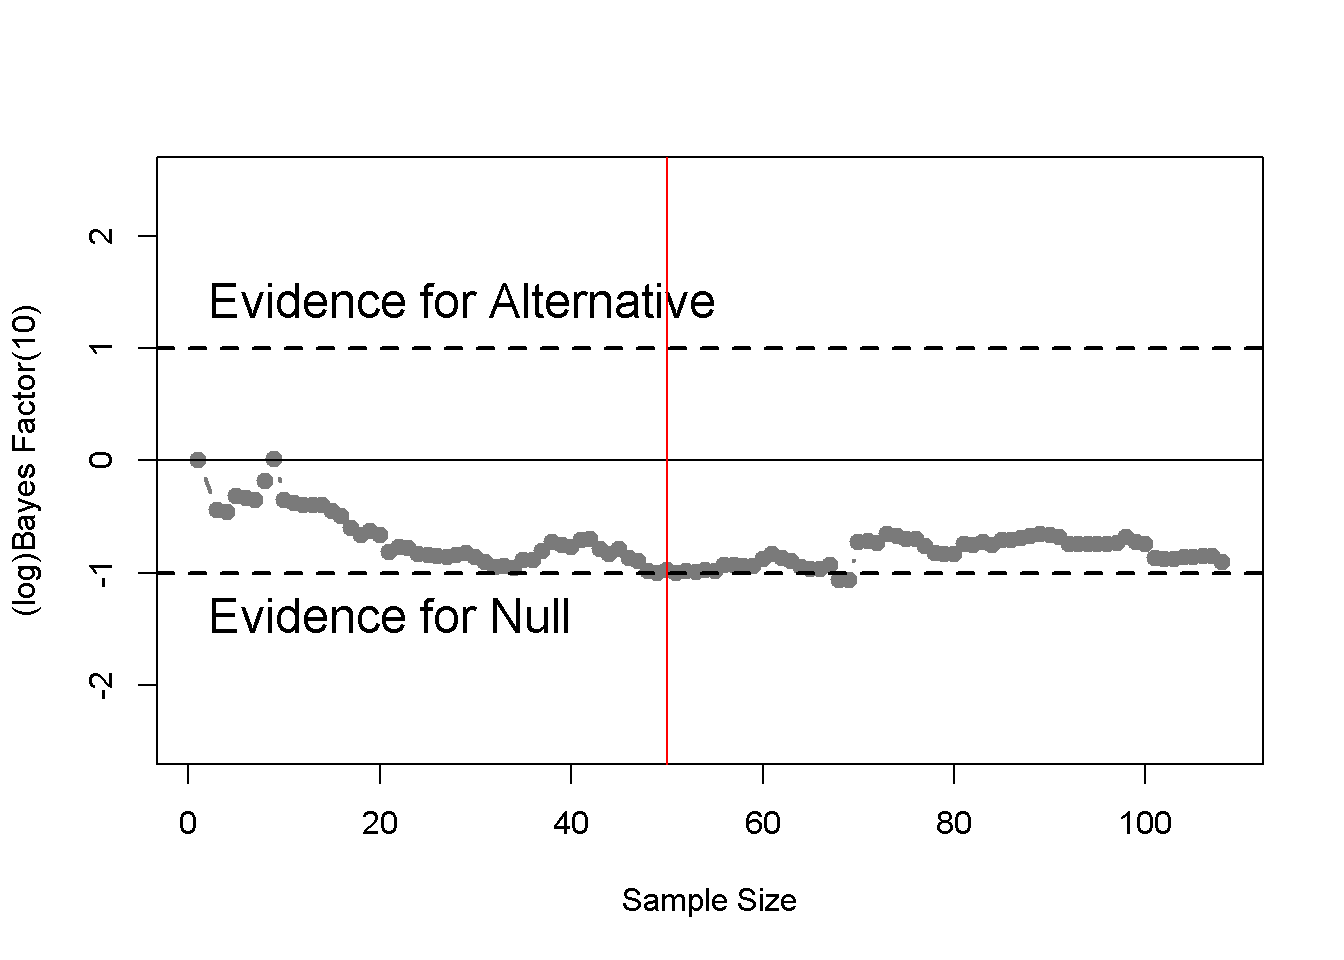 2
Evidence for Alternative
1
(log)Bayes Factor(10)
0
-1
Evidence for Null
-2
0 20 40 60 80 100
Sample Size